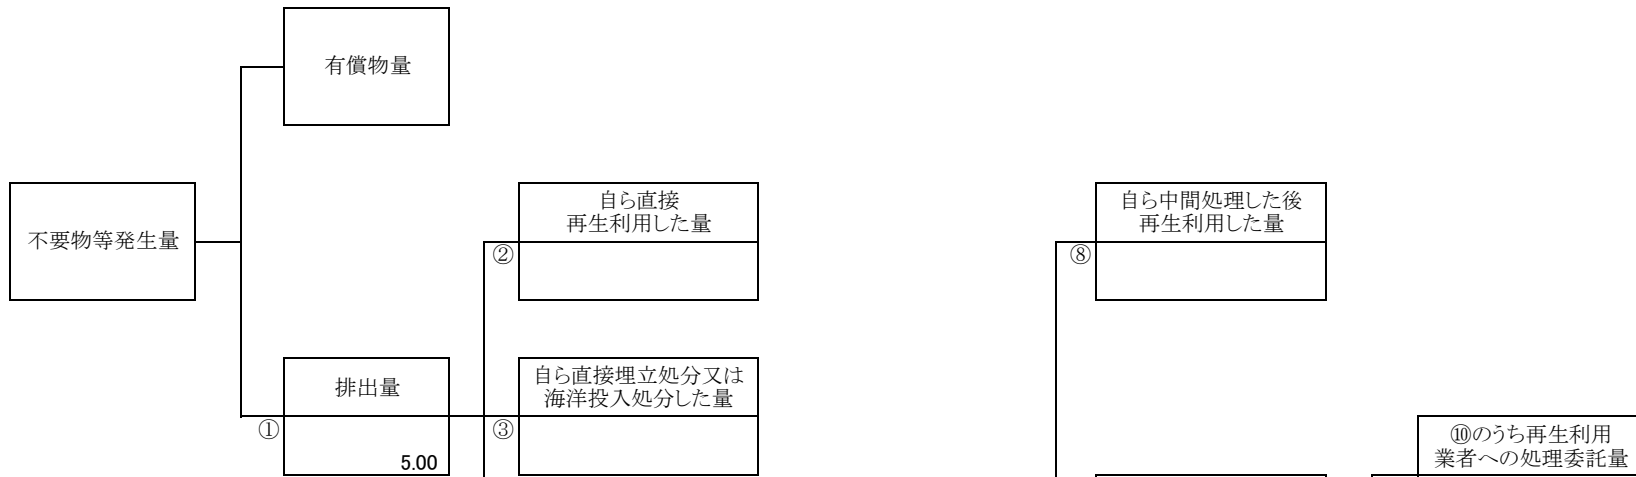 有償物量
不要物等発生量
自ら直接
再生利用した量
②
自ら中間処理した後
再生利用した量
⑧
排出量
①
5.00
自ら直接埋立処分又は
海洋投入処分した量
③
⑩のうち再生利用
業者への処理委託量